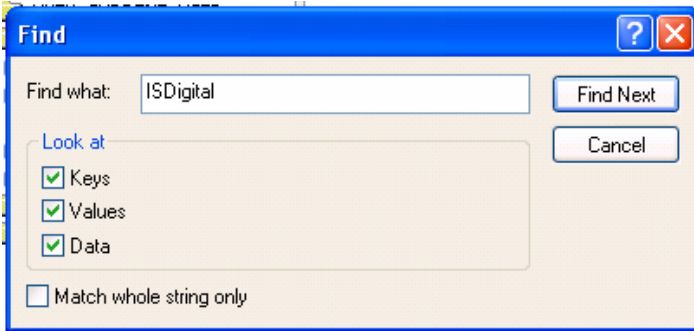 Find
Find what: ISDigital Find Next
Look at Cancel
Keys
Values
Data
Match whole string only